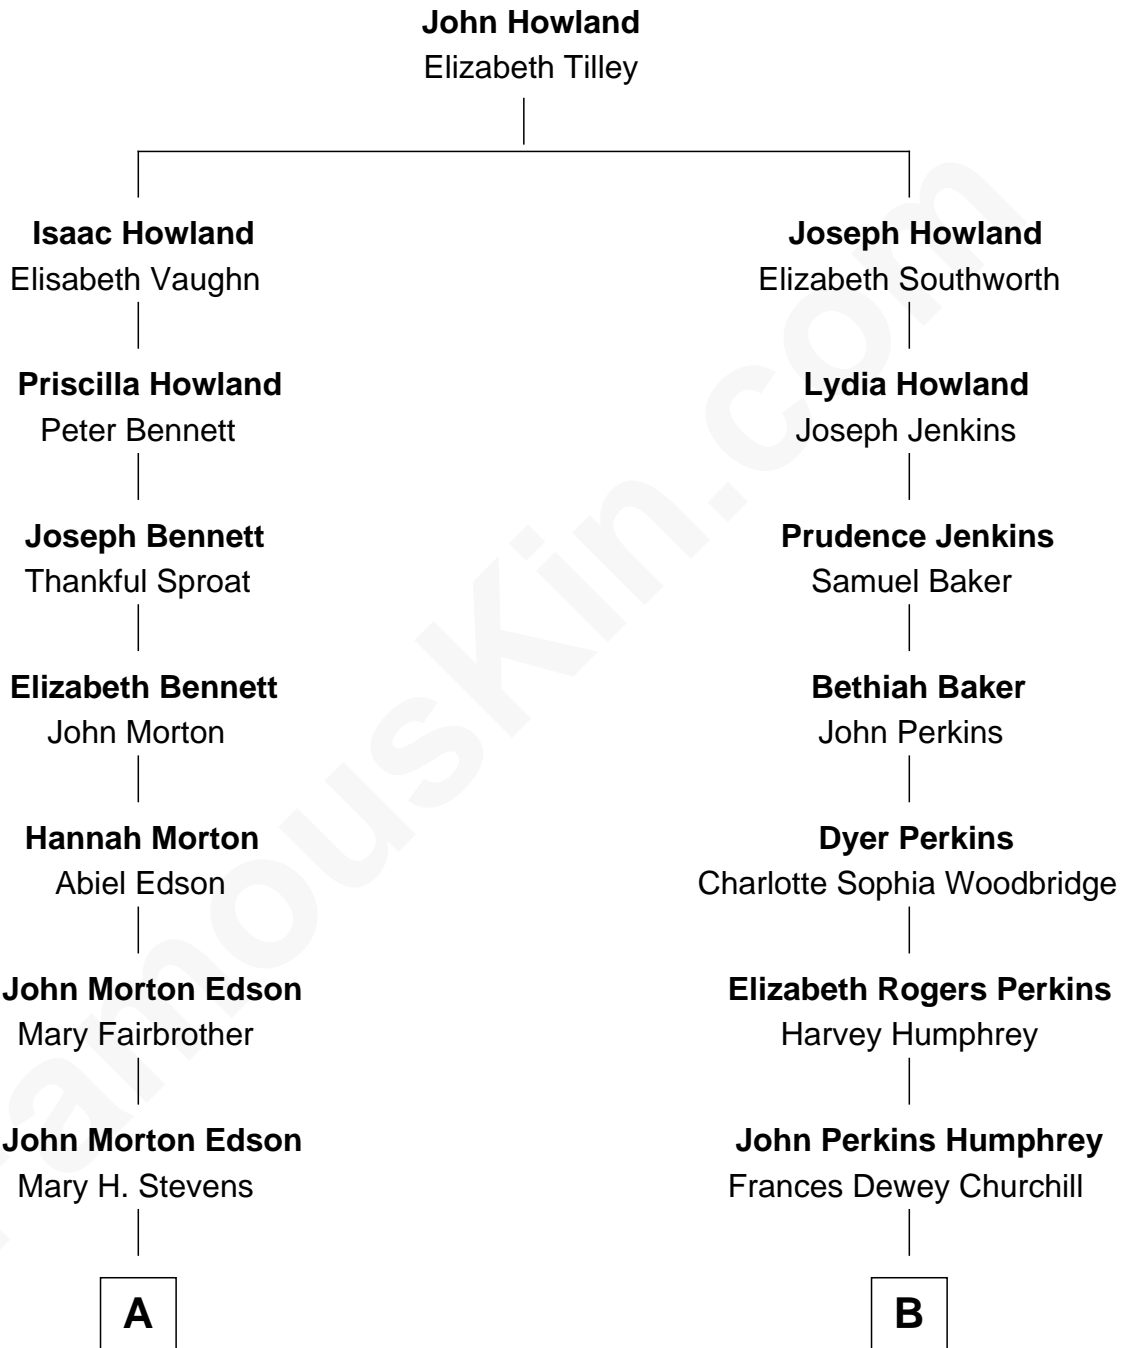 John Howland
Elizabeth Tilley
Isaac Howland
Elisabeth Vaughn
Priscilla Howland
Peter Bennett
Joseph Bennett
Thankful Sproat
Elizabeth Bennett
John Morton
Hannah Morton
Abiel Edson
John Morton Edson
Mary Fairbrother
John Morton Edson
Mary H. Stevens
A
Joseph Howland
Elizabeth Southworth
Lydia Howland
Joseph Jenkins
Prudence Jenkins
Samuel Baker
Bethiah Baker
John Perkins
Dyer Perkins
Charlotte Sophia Woodbridge
Elizabeth Rogers Perkins
Harvey Humphrey
John Perkins Humphrey
Frances Dewey Churchill
B
FamousKin.com